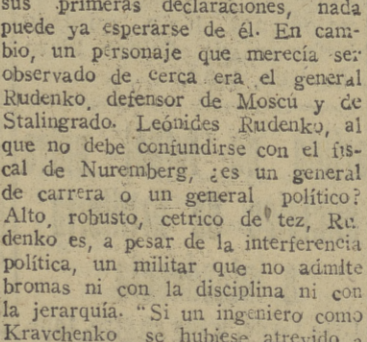 sus primeras declaraciones, nada
puede ya esperarse de él. En cam-
bio, un personaje que merecía ser
observado de cerca era el general
Rudenko, defensor de Moscú y de
Stalingrado. Leónides Rudenko, al
que no debe confundirse con el fis-
cal de Nuremberg, ¿es un general
de carrera o un general político?
Alto, robusto, cetrico de tez, Ru
denko es, a pesar de la interferencia
política, un militar que no admite
bromas ni con la disciplina ni con
la jerarquía. "Si un ingeniero como
Kravchenko se hubiese atrevido a